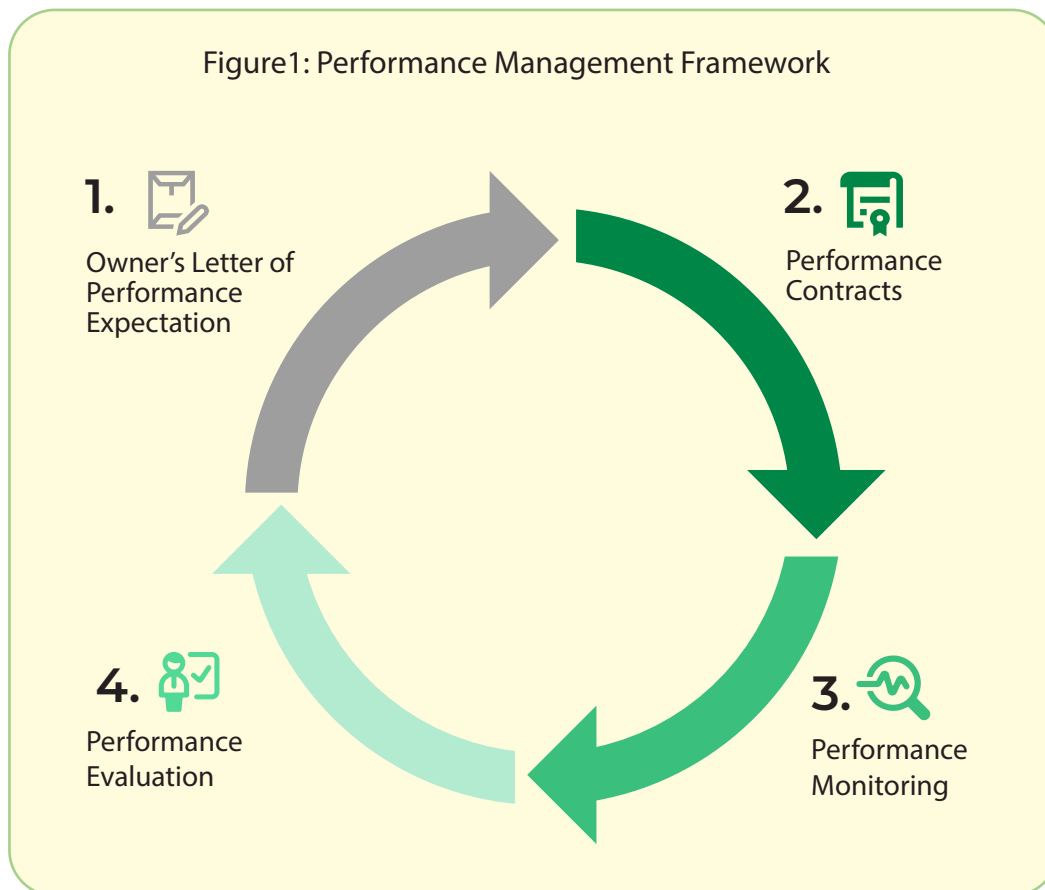 Figure1: Performance Management Framework
1.
Owner’s Letter of
Performance
Expectation
2.
Performance
Contracts
3.
Performance
Monitoring
4.
Performance
Evaluation